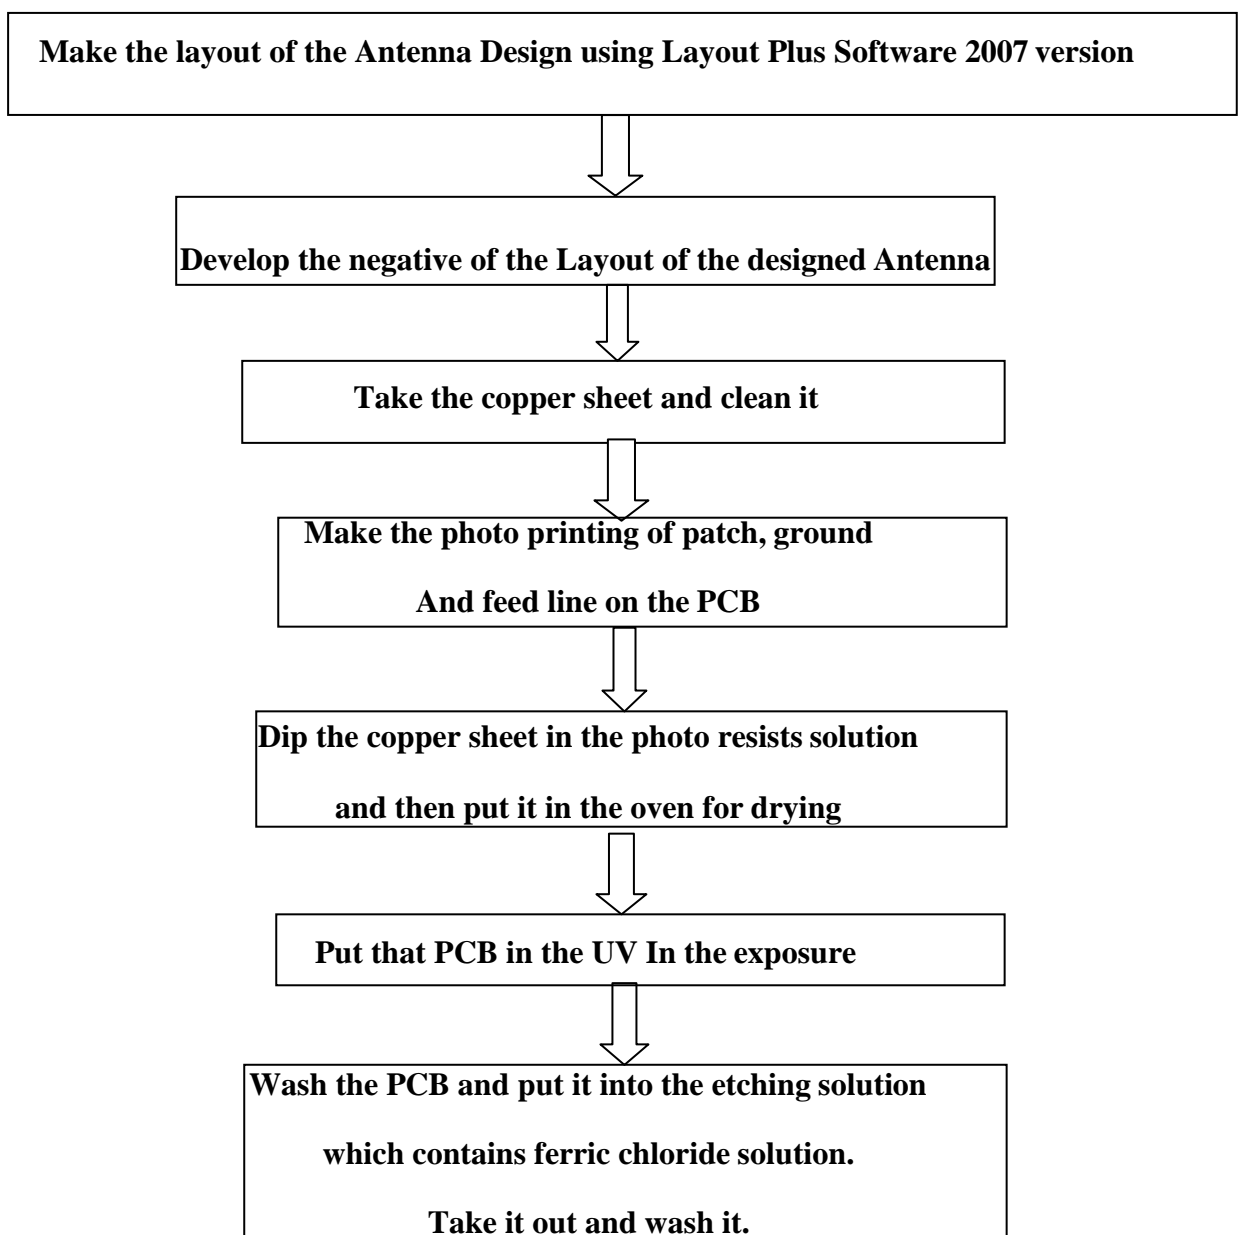 Make the layout of the Antenna Design using Layout Plus Software 2007 version
Develop the negative of the Layout of the designed Antenna
Take the copper sheet and clean it
Make the photo printing of patch, ground
And feed line on the PCB
Dip the copper sheet in the photo resists solution
and then put it in the oven for drying
Put that PCB in the UV In the exposure
Wash the PCB and put it into the etching solution
which contains ferric chloride solution.
Take it out and wash it.